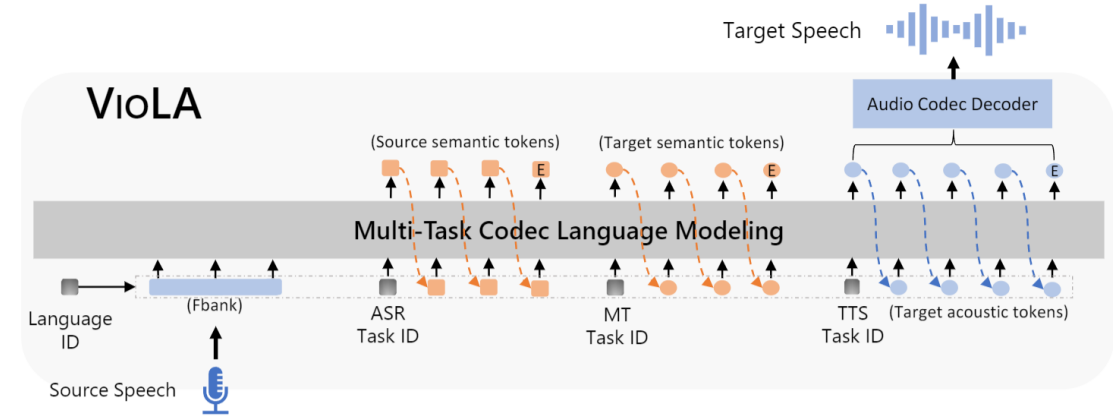 Target Speech
VIOLA
Audio Codec Decoder
(Source semantic tokens)
(Target semantic tokens)
E
E
E
Multi-Task Codec Language Modeling
(Fbank)
Language
ID
ASR
Task ID
MT
Task ID
TTS
Task ID
(Target acoustic tokens)
Source Speech